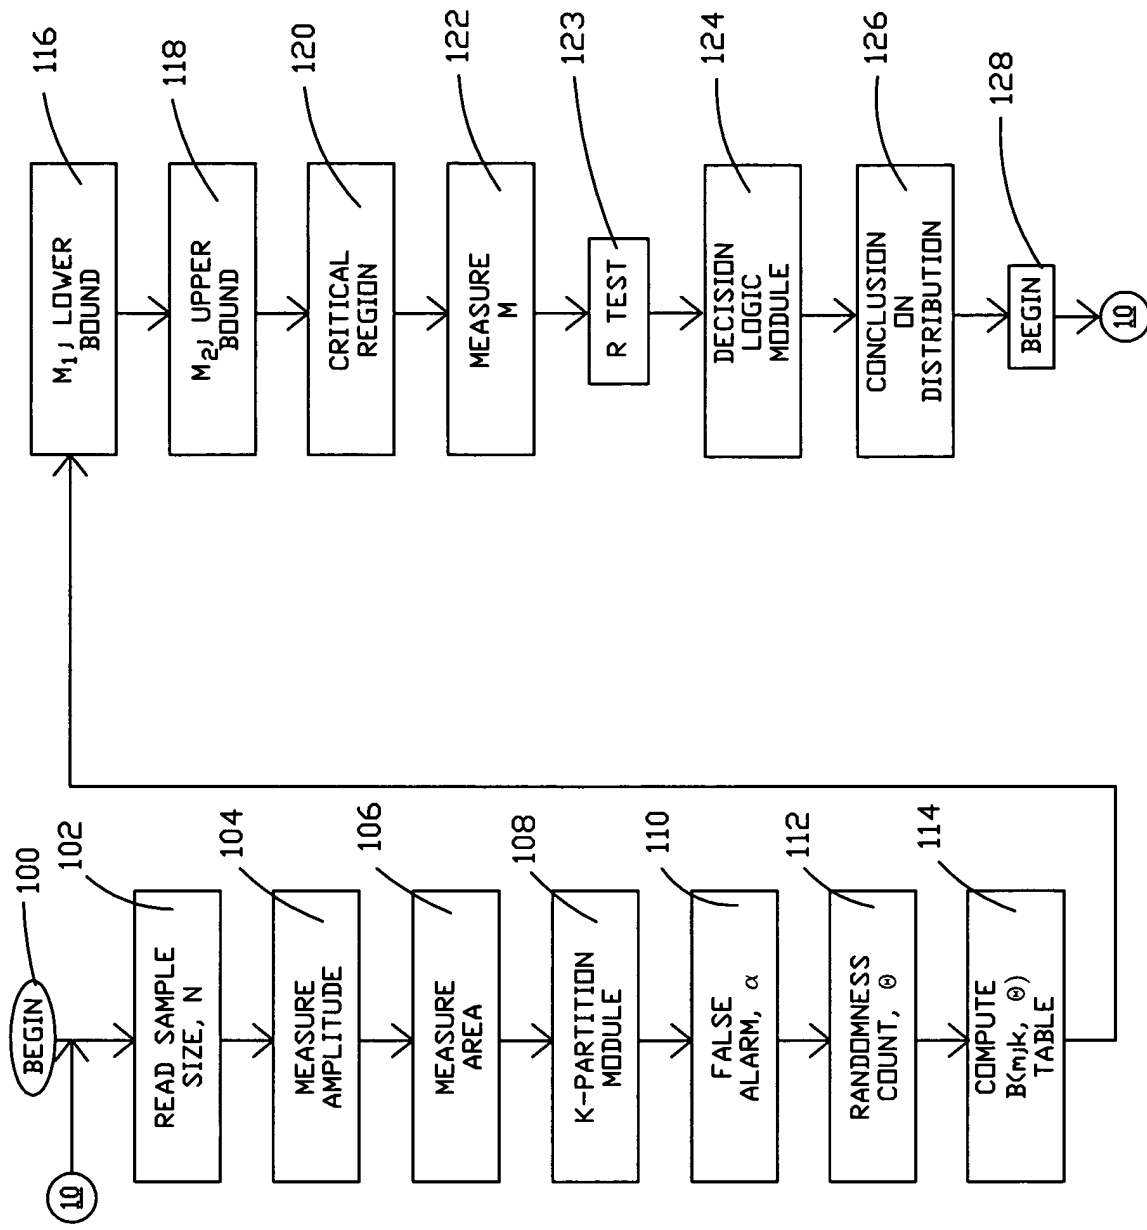 BEGIN
100
10
READ SAMPLE
SIZE, N
102
MEASURE
AMPLITUDE
104
MEASURE
AREA
106
K-PARTITION
MODULE
108
FALSE
ALARM, α
110
RANDOMNESS
COUNT, Θ
112
COMPUTE
B(m;k, Θ)
TABLE
114
M1; LOWER
BOUND
116
M2; UPPER
BOUND
118
CRITICAL
REGION
120
MEASURE
M
122
R TEST
123
DECISION
LOGIC
MODULE
124
CONCLUSION
ON
DISTRIBUTION
126
BEGIN
128
10